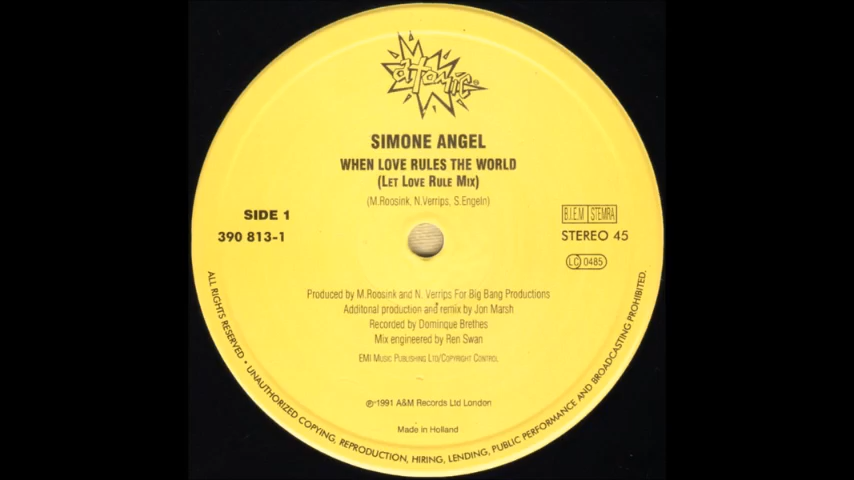 atomic
SIMONE ANGEL
WHEN LOVE RULES THE WORLD
(LET LOVE RULE MIX)
(M.Roosink, N.Verrips, S.Engeln)
SIDE 1
390 813-1
B.I.E.M STEMRA
STEREO 45
LC 0485
Produced by M.Roosink and N. Verrips For Big Bang Productions
Additonal production and remix by Jon Marsh
Recorded by Dominique Brethes
Mix engineered by Ren Swan
EMI MUSIC PUBLISHING LTD/COPYRIGHT CONTROL
℗ 1991 A&M Records Ltd London
Made in Holland
ALL RIGHTS RESERVED • UNAUTHORIZED COPYING, REPRODUCTION, HIRING, LENDING, PUBLIC PERFORMANCE AND BROADCASTING PROHIBITED.